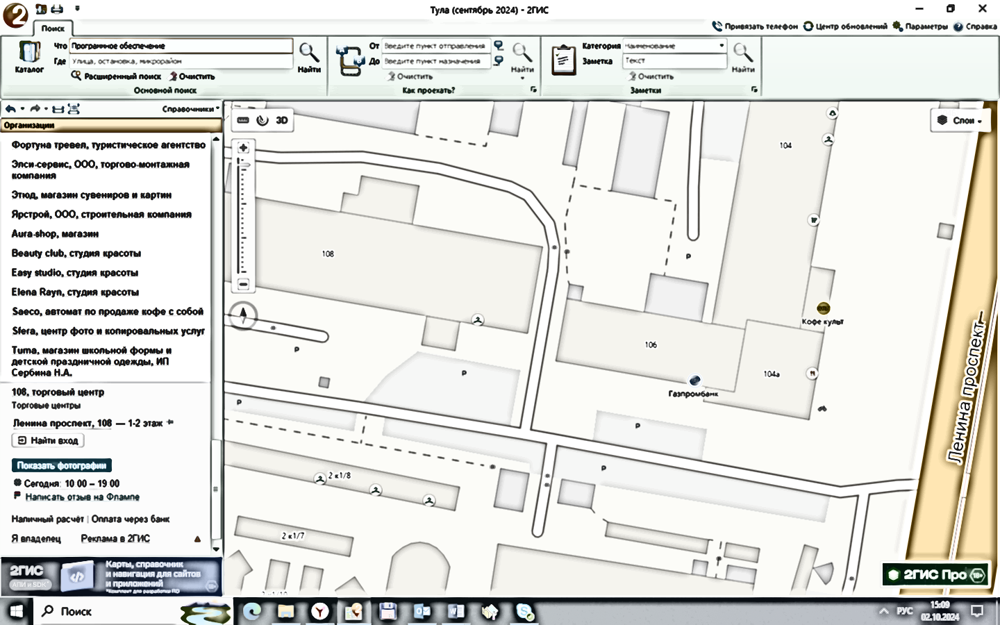 Тула (сентябрь 2024) - 2ГИС
Поиск
Привязать телефон
Центр обновлений
Параметры
Справка
Каталог
Что
Программное обеспечение
Где
Улица, остановка, микрорайон
Расширенный поиск
Очистить
Найти
Основной поиск
От
Введите пункт отправления
До
Введите пункт назначения
Очистить
Найти
Как проехать?
Категория
Наименование
Заметка
Текст
Очистить
Найти
Заметки
Справочники
Организации
Фортуна тревел, туристическое агентство
Элси-сервис, ООО, торгово-монтажная
компания
Этюд, магазин сувениров и картин
Ярстрой, ООО, строительная компания
Aura-shop, магазин
Beauty club, студия красоты
Easy studio, студия красоты
Elena Rayn, студия красоты
Saeco, автомат по продаже кофе с собой
Sfera, центр фото и копировальных услуг
Tuma, магазин школьной формы и
детской праздничной одежды, ИП
Сербина Н.А.
108, торговый центр
Торговые центры
Ленина проспект, 108 — 1-2 этаж
Найти вход
Показать фотографии
Сегодня: 10 00 – 19 00
Написать отзыв на Флампе
Наличный расчёт | Оплата через банк
Я владелец
Реклама в 2ГИС
2ГИС
АПИ и SDK*
Карты, справочник
и навигация для сайтов
и приложений
*Комплект для разработки ПО
3D
Слои
104
108
106
104а
P
P
P
P
P
P
Кофе культ
Газпромбанк
Ленина проспект
2 к1/8
2 к1/7
2ГИС Про
18+
Поиск
РУС
15:09
02.10.2024